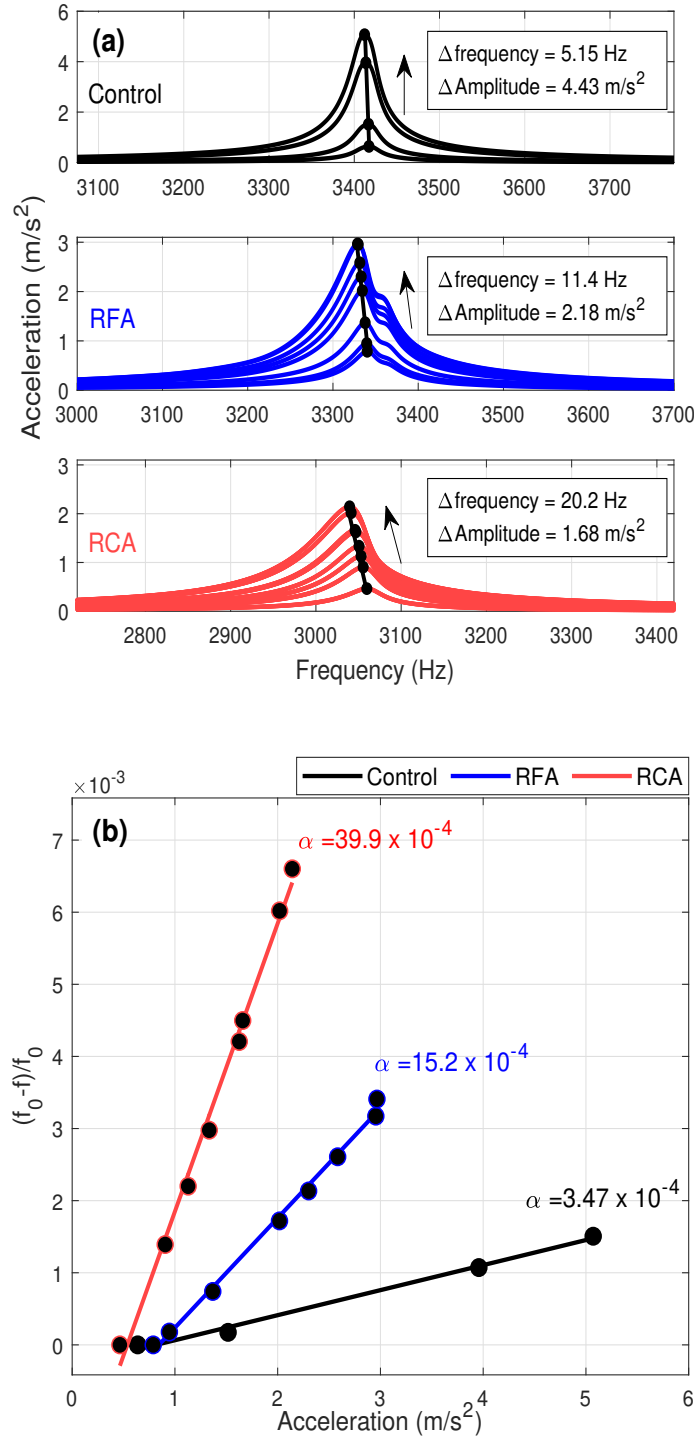 (a)
Control
Δfrequency = 5.15 Hz
ΔAmplitude = 4.43 m/s²
6
4
2
0
3100 3200 3300 3400 3500 3600 3700
Acceleration (m/s²)
RFA
Δfrequency = 11.4 Hz
ΔAmplitude = 2.18 m/s²
3
2
1
0
3000 3100 3200 3300 3400 3500 3600 3700
RCA
Δfrequency = 20.2 Hz
ΔAmplitude = 1.68 m/s²
3
2
1
0
2800 2900 3000 3100 3200 3300 3400
Frequency (Hz)
Control RFA RCA
×10⁻³
(b)
α =39.9 x 10⁻⁴
α =15.2 x 10⁻⁴
α =3.47 x 10⁻⁴
7
6
5
4
3
2
1
0
(f₀-f)/f₀
0 1 2 3 4 5 6
Acceleration (m/s²)